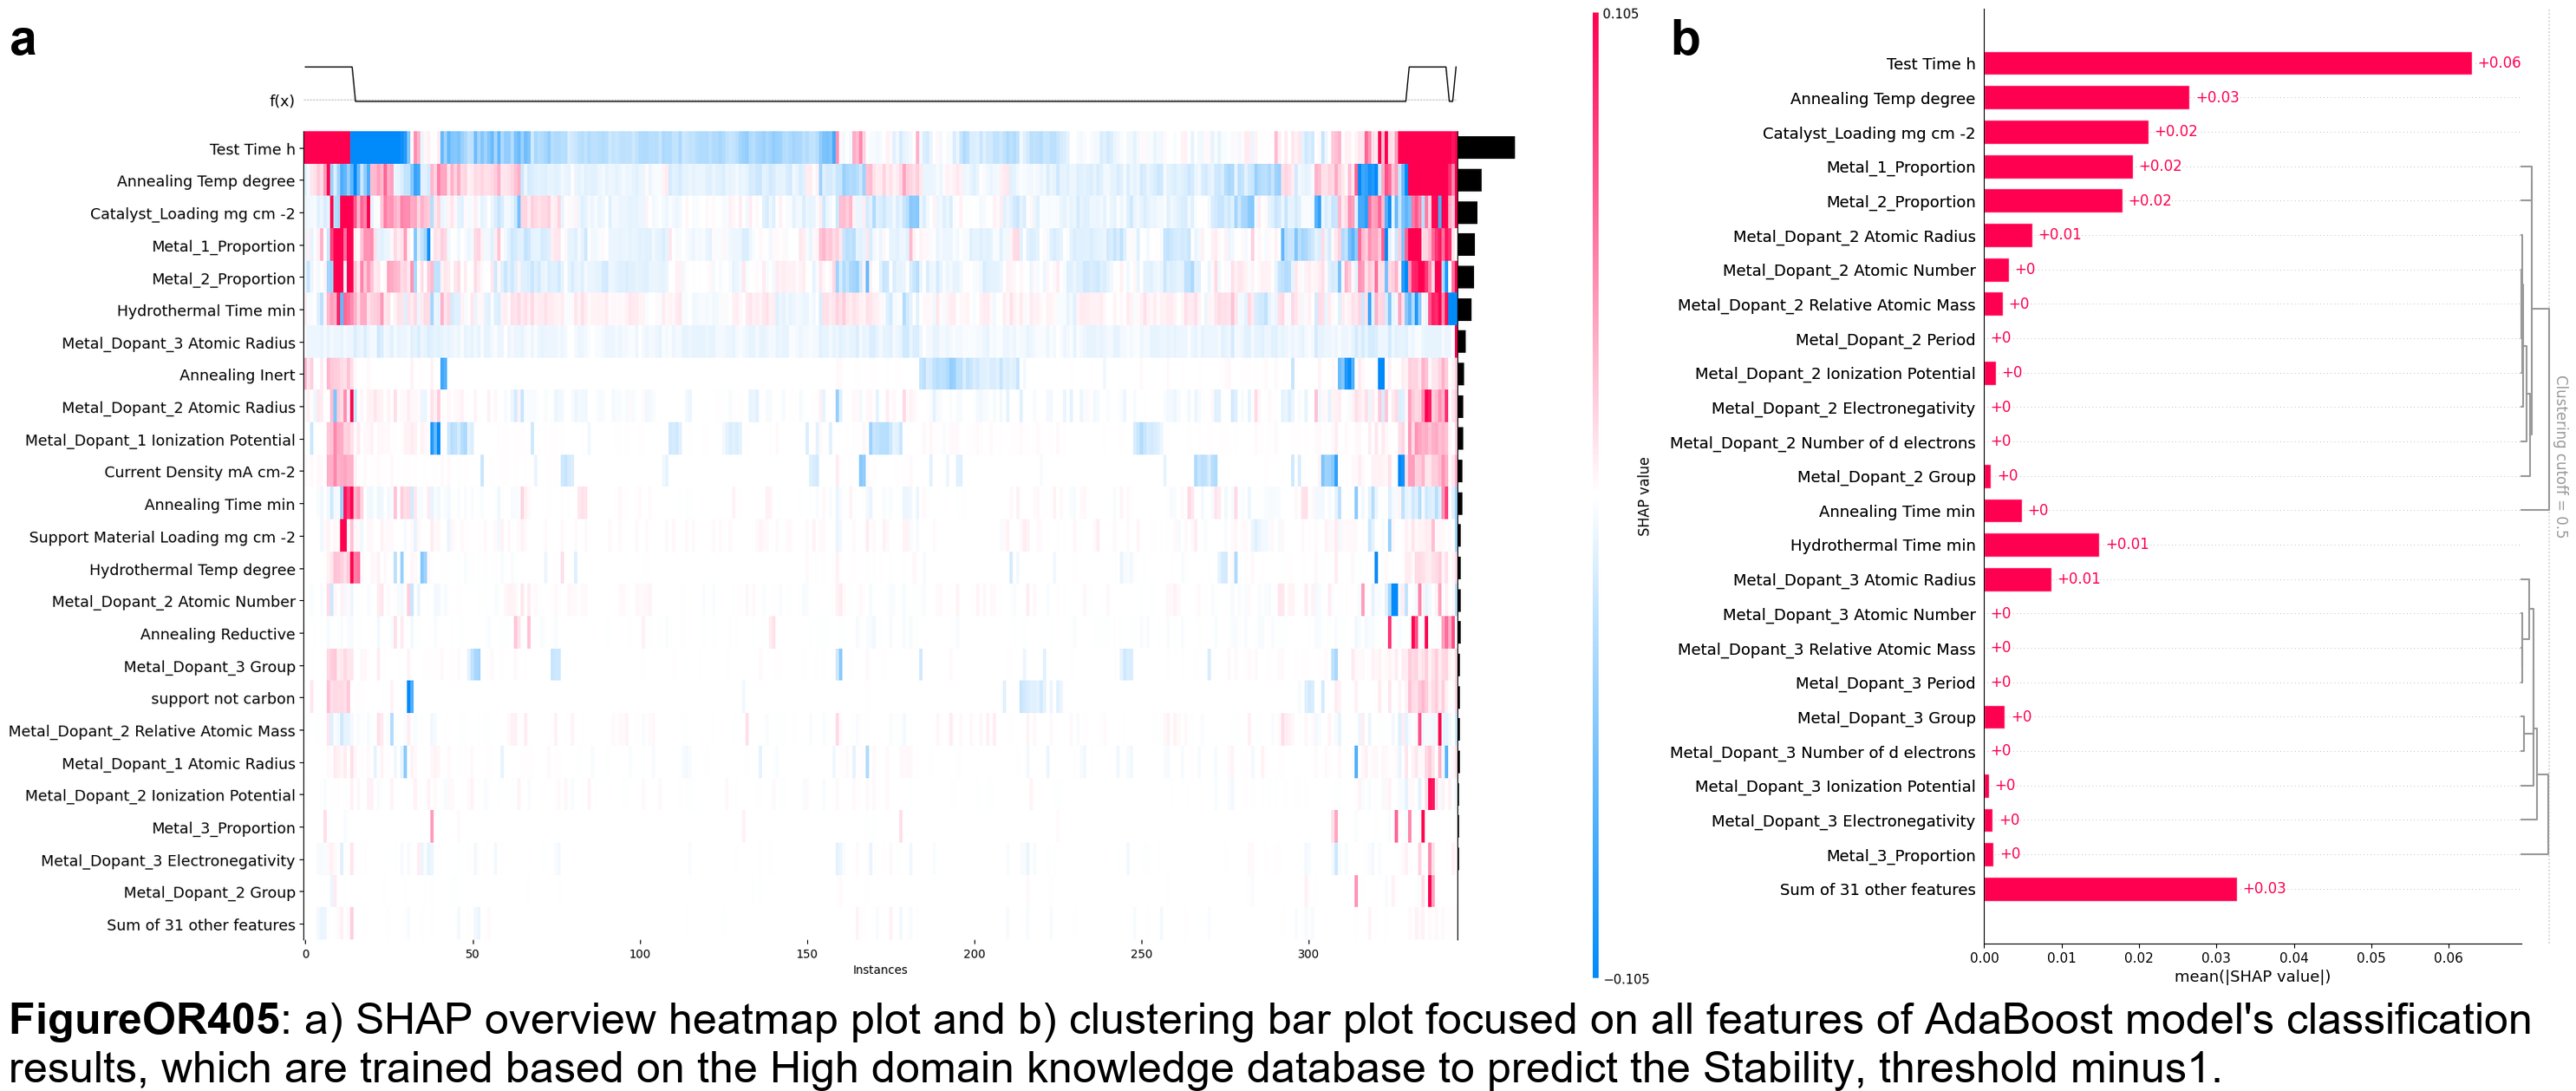 a
f(x)
Test Time h
Annealing Temp degree
Catalyst_Loading mg cm -2
Metal_1_Proportion
Metal_2_Proportion
Hydrothermal Time min
Metal_Dopant_3 Atomic Radius
Annealing Inert
Metal_Dopant_2 Atomic Radius
Metal_Dopant_1 Ionization Potential
Current Density mA cm-2
Annealing Time min
Support Material Loading mg cm -2
Hydrothermal Temp degree
Metal_Dopant_2 Atomic Number
Annealing Reductive
Metal_Dopant_3 Group
support not carbon
Metal_Dopant_2 Relative Atomic Mass
Metal_Dopant_1 Atomic Radius
Metal_Dopant_2 Ionization Potential
Metal_3_Proportion
Metal_Dopant_3 Electronegativity
Metal_Dopant_2 Group
Sum of 31 other features
0 50 100 150 200 250 300
Instances
0.105
SHAP value
−0.105
b
Test Time h +0.06
Annealing Temp degree +0.03
Catalyst_Loading mg cm -2 +0.02
Metal_1_Proportion +0.02
Metal_2_Proportion +0.02
Metal_Dopant_2 Atomic Radius +0.01
Metal_Dopant_2 Atomic Number +0
Metal_Dopant_2 Relative Atomic Mass +0
Metal_Dopant_2 Period +0
Metal_Dopant_2 Ionization Potential +0
Metal_Dopant_2 Electronegativity +0
Metal_Dopant_2 Number of d electrons +0
Metal_Dopant_2 Group +0
Annealing Time min +0
Hydrothermal Time min +0.01
Metal_Dopant_3 Atomic Radius +0.01
Metal_Dopant_3 Atomic Number +0
Metal_Dopant_3 Relative Atomic Mass +0
Metal_Dopant_3 Period +0
Metal_Dopant_3 Group +0
Metal_Dopant_3 Number of d electrons +0
Metal_Dopant_3 Ionization Potential +0
Metal_Dopant_3 Electronegativity +0
Metal_3_Proportion +0
Sum of 31 other features +0.03
0.00 0.01 0.02 0.03 0.04 0.05 0.06
mean(|SHAP value|)
Clustering cutoff = 0.5
FigureOR405: a) SHAP overview heatmap plot and b) clustering bar plot focused on all features of AdaBoost model's classification
results, which are trained based on the High domain knowledge database to predict the Stability, threshold minus1.